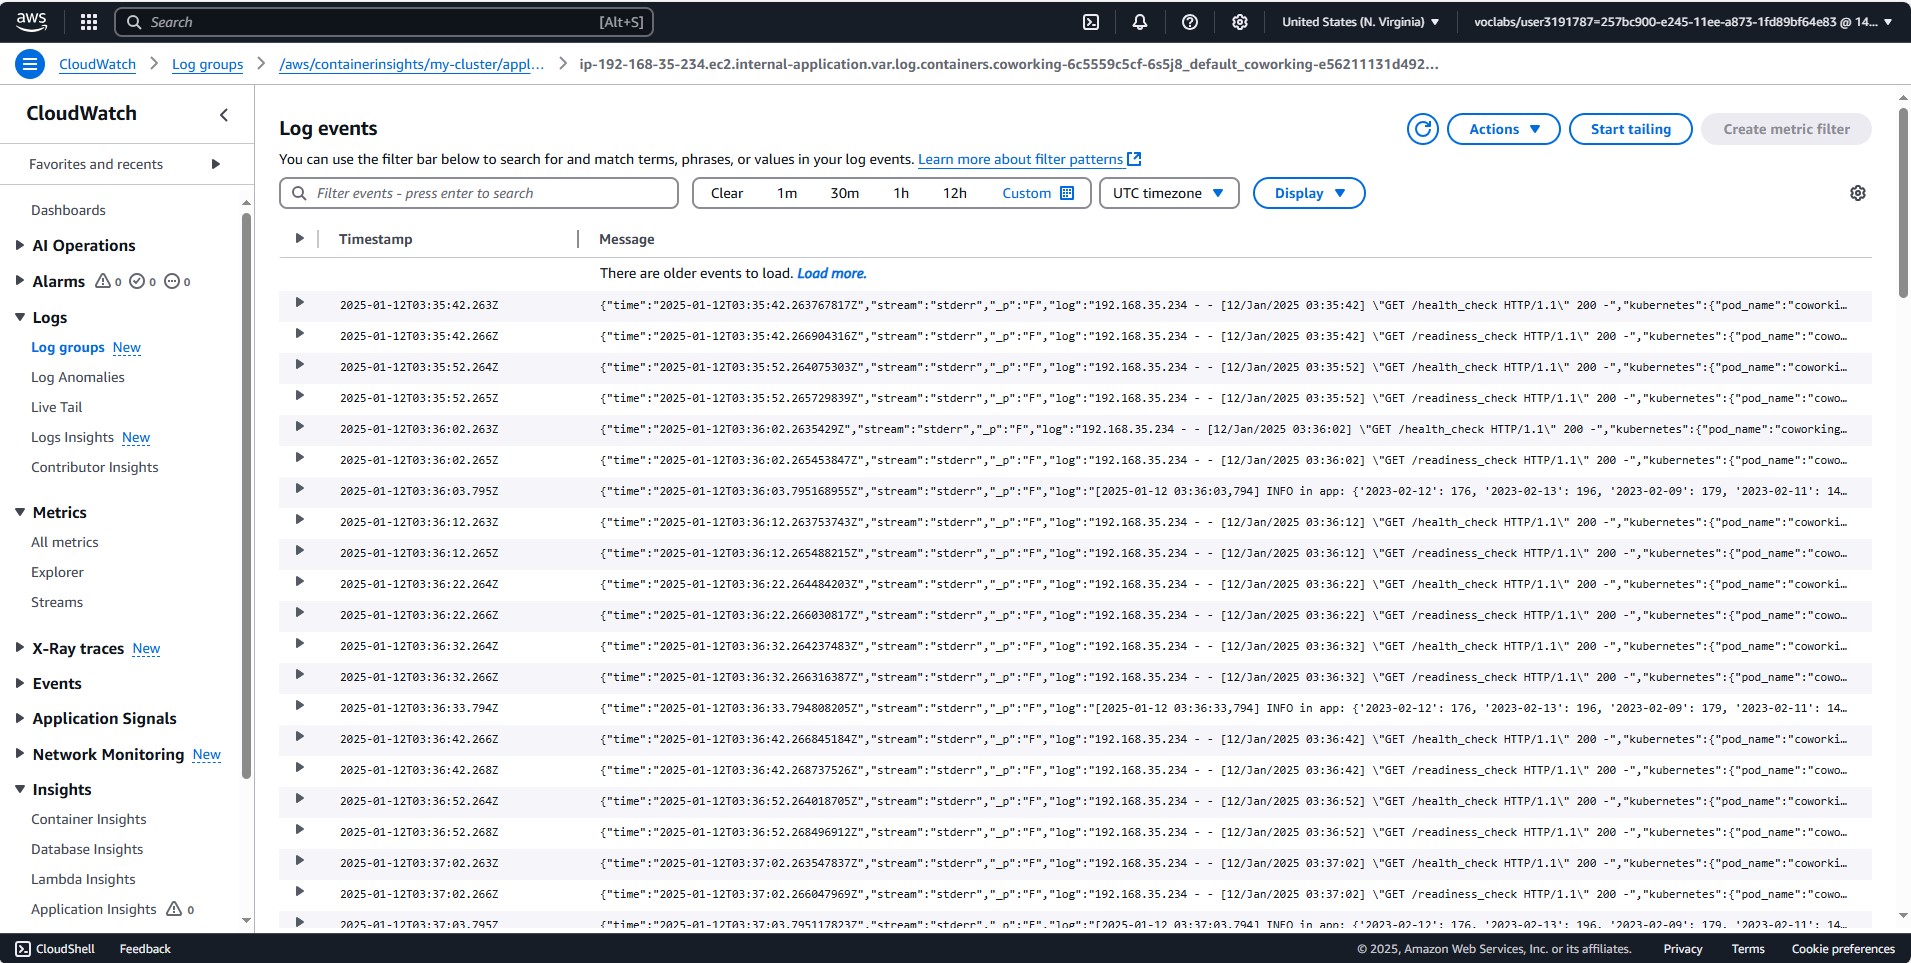 aws Search [Alt+S] United States (N. Virginia) voclabs/user3191787=257bc900-e245-11ee-a873-1fd89bf64e83 @ 14...
CloudWatch Log groups /aws/containerinsights/my-cluster/appl... ip-192-168-35-234.ec2.internal-application.var.log.containers.coworking-6c5559c5cf-6s5j8_default_coworking-e56211131d492...
CloudWatch
Favorites and recents
Dashboards
AI Operations
Alarms 0 0 0
Logs
Log groups New
Log Anomalies
Live Tail
Logs Insights New
Contributor Insights
Metrics
All metrics
Explorer
Streams
X-Ray traces New
Events
Application Signals
Network Monitoring New
Insights
Container Insights
Database Insights
Lambda Insights
Application Insights 0
Log events
Actions Start tailing Create metric filter
You can use the filter bar below to search for and match terms, phrases, or values in your log events. Learn more about filter patterns
Filter events - press enter to search Clear 1m 30m 1h 12h Custom UTC timezone Display
Timestamp Message
There are older events to load. Load more.
2025-01-12T03:35:42.263Z {"time":"2025-01-12T03:35:42.263767817Z","stream":"stderr","_p":"F","log":"192.168.35.234 - - [12/Jan/2025 03:35:42] \"GET /health_check HTTP/1.1\" 200 -","kubernetes":{"pod_name":"coworki...
2025-01-12T03:35:42.266Z {"time":"2025-01-12T03:35:42.266904316Z","stream":"stderr","_p":"F","log":"192.168.35.234 - - [12/Jan/2025 03:35:42] \"GET /readiness_check HTTP/1.1\" 200 -","kubernetes":{"pod_name":"cowo...
2025-01-12T03:35:52.264Z {"time":"2025-01-12T03:35:52.264075303Z","stream":"stderr","_p":"F","log":"192.168.35.234 - - [12/Jan/2025 03:35:52] \"GET /health_check HTTP/1.1\" 200 -","kubernetes":{"pod_name":"coworki...
2025-01-12T03:35:52.265Z {"time":"2025-01-12T03:35:52.265729839Z","stream":"stderr","_p":"F","log":"192.168.35.234 - - [12/Jan/2025 03:35:52] \"GET /readiness_check HTTP/1.1\" 200 -","kubernetes":{"pod_name":"cowo...
2025-01-12T03:36:02.263Z {"time":"2025-01-12T03:36:02.2635429Z","stream":"stderr","_p":"F","log":"192.168.35.234 - - [12/Jan/2025 03:36:02] \"GET /health_check HTTP/1.1\" 200 -","kubernetes":{"pod_name":"coworking...
2025-01-12T03:36:02.265Z {"time":"2025-01-12T03:36:02.265453847Z","stream":"stderr","_p":"F","log":"192.168.35.234 - - [12/Jan/2025 03:36:02] \"GET /readiness_check HTTP/1.1\" 200 -","kubernetes":{"pod_name":"cowo...
2025-01-12T03:36:03.795Z {"time":"2025-01-12T03:36:03.795168955Z","stream":"stderr","_p":"F","log":"[2025-01-12 03:36:03,794] INFO in app: {'2023-02-12': 176, '2023-02-13': 196, '2023-02-09': 179, '2023-02-11': 14...
2025-01-12T03:36:12.263Z {"time":"2025-01-12T03:36:12.263753743Z","stream":"stderr","_p":"F","log":"192.168.35.234 - - [12/Jan/2025 03:36:12] \"GET /health_check HTTP/1.1\" 200 -","kubernetes":{"pod_name":"coworki...
2025-01-12T03:36:12.265Z {"time":"2025-01-12T03:36:12.265488215Z","stream":"stderr","_p":"F","log":"192.168.35.234 - - [12/Jan/2025 03:36:12] \"GET /readiness_check HTTP/1.1\" 200 -","kubernetes":{"pod_name":"cowo...
2025-01-12T03:36:22.264Z {"time":"2025-01-12T03:36:22.264484203Z","stream":"stderr","_p":"F","log":"192.168.35.234 - - [12/Jan/2025 03:36:22] \"GET /health_check HTTP/1.1\" 200 -","kubernetes":{"pod_name":"coworki...
2025-01-12T03:36:22.266Z {"time":"2025-01-12T03:36:22.266030817Z","stream":"stderr","_p":"F","log":"192.168.35.234 - - [12/Jan/2025 03:36:22] \"GET /readiness_check HTTP/1.1\" 200 -","kubernetes":{"pod_name":"cowo...
2025-01-12T03:36:32.264Z {"time":"2025-01-12T03:36:32.264237483Z","stream":"stderr","_p":"F","log":"192.168.35.234 - - [12/Jan/2025 03:36:32] \"GET /health_check HTTP/1.1\" 200 -","kubernetes":{"pod_name":"coworki...
2025-01-12T03:36:32.266Z {"time":"2025-01-12T03:36:32.266316387Z","stream":"stderr","_p":"F","log":"192.168.35.234 - - [12/Jan/2025 03:36:32] \"GET /readiness_check HTTP/1.1\" 200 -","kubernetes":{"pod_name":"cowo...
2025-01-12T03:36:33.794Z {"time":"2025-01-12T03:36:33.794808205Z","stream":"stderr","_p":"F","log":"[2025-01-12 03:36:33,794] INFO in app: {'2023-02-12': 176, '2023-02-13': 196, '2023-02-09': 179, '2023-02-11': 14...
2025-01-12T03:36:42.266Z {"time":"2025-01-12T03:36:42.266845184Z","stream":"stderr","_p":"F","log":"192.168.35.234 - - [12/Jan/2025 03:36:42] \"GET /health_check HTTP/1.1\" 200 -","kubernetes":{"pod_name":"coworki...
2025-01-12T03:36:42.268Z {"time":"2025-01-12T03:36:42.268737526Z","stream":"stderr","_p":"F","log":"192.168.35.234 - - [12/Jan/2025 03:36:42] \"GET /readiness_check HTTP/1.1\" 200 -","kubernetes":{"pod_name":"cowo...
2025-01-12T03:36:52.264Z {"time":"2025-01-12T03:36:52.264018705Z","stream":"stderr","_p":"F","log":"192.168.35.234 - - [12/Jan/2025 03:36:52] \"GET /health_check HTTP/1.1\" 200 -","kubernetes":{"pod_name":"coworki...
2025-01-12T03:36:52.268Z {"time":"2025-01-12T03:36:52.268496912Z","stream":"stderr","_p":"F","log":"192.168.35.234 - - [12/Jan/2025 03:36:52] \"GET /readiness_check HTTP/1.1\" 200 -","kubernetes":{"pod_name":"cowo...
2025-01-12T03:37:02.263Z {"time":"2025-01-12T03:37:02.263547837Z","stream":"stderr","_p":"F","log":"192.168.35.234 - - [12/Jan/2025 03:37:02] \"GET /health_check HTTP/1.1\" 200 -","kubernetes":{"pod_name":"coworki...
2025-01-12T03:37:02.266Z {"time":"2025-01-12T03:37:02.266047969Z","stream":"stderr","_p":"F","log":"192.168.35.234 - - [12/Jan/2025 03:37:02] \"GET /readiness_check HTTP/1.1\" 200 -","kubernetes":{"pod_name":"cowo...
2025-01-12T03:37:03.795Z {"time":"2025-01-12T03:37:03.795117823Z","stream":"stderr","_p":"F","log":"[2025-01-12 03:37:03,794] INFO in app: {'2023-02-12': 176, '2023-02-13': 196, '2023-02-09': 179, '2023-02-11': 14...
CloudShell Feedback © 2025, Amazon Web Services, Inc. or its affiliates. Privacy Terms Cookie preferences